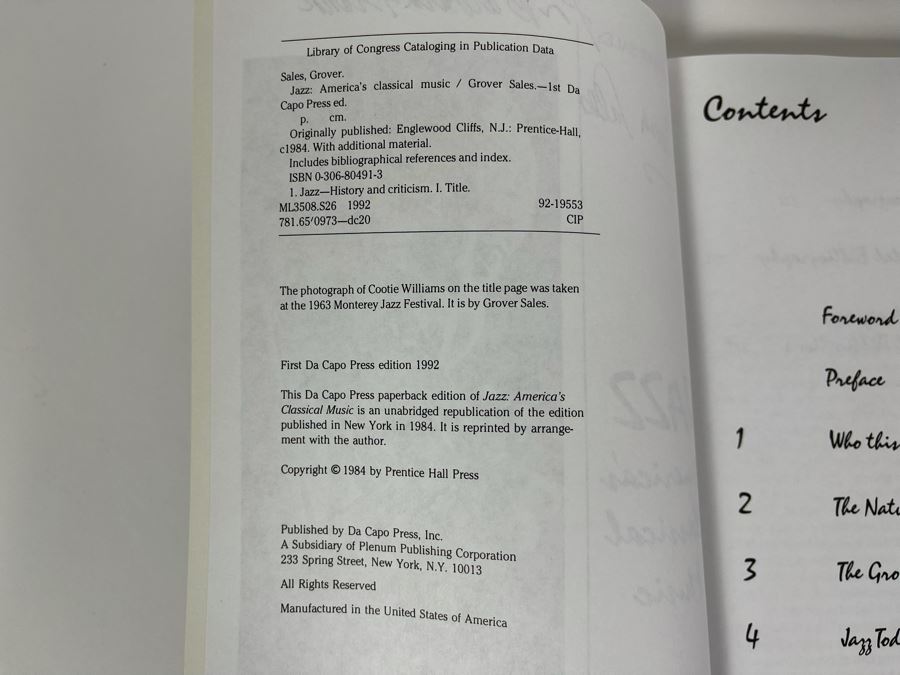 Library of Congress Cataloging in Publication Data
Sales, Grover.
Jazz: America's classical music / Grover Sales.—1st Da
Capo Press ed.
p. cm.
Originally published: Englewood Cliffs, N.J.: Prentice-Hall,
c1984. With additional material.
Includes bibliographical references and index.
ISBN 0-306-80491-3
1. Jazz—History and criticism. I. Title.
ML3508.S26 1992 92-19553
781.65′0973—dc20 CIP
The photograph of Cootie Williams on the title page was taken
at the 1963 Monterey Jazz Festival. It is by Grover Sales.
First Da Capo Press edition 1992
This Da Capo Press paperback edition of Jazz: America's
Classical Music is an unabridged republication of the edition
published in New York in 1984. It is reprinted by arrange-
ment with the author.
Copyright © 1984 by Prentice Hall Press
Published by Da Capo Press, Inc.
A Subsidiary of Plenum Publishing Corporation
233 Spring Street, New York, N.Y. 10013
All Rights Reserved
Manufactured in the United States of America
Contents
Foreword
Preface
1 Who this
2 The Natu
3 The Gro
4 Jazz Tod